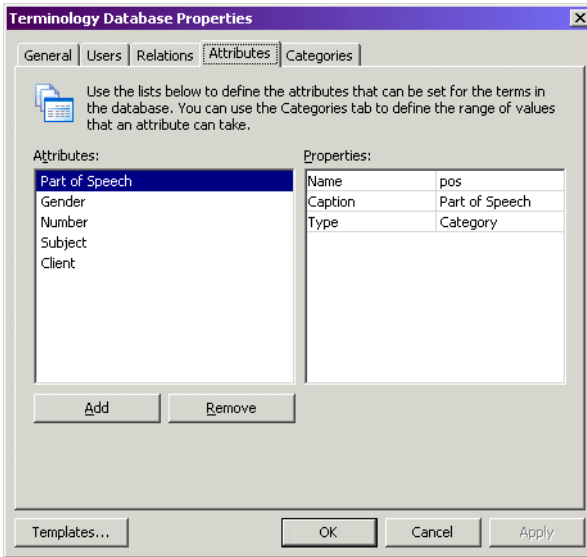 Terminology Database Properties
General Users Relations Attributes Categories
Use the lists below to define the attributes that can be set for the terms in
the database. You can use the Categories tab to define the range of values
that an attribute can take.
Attributes: Properties:
Part of Speech Name pos
Gender Caption Part of Speech
Number Type Category
Subject
Client
Add Remove
Templates... OK Cancel Apply